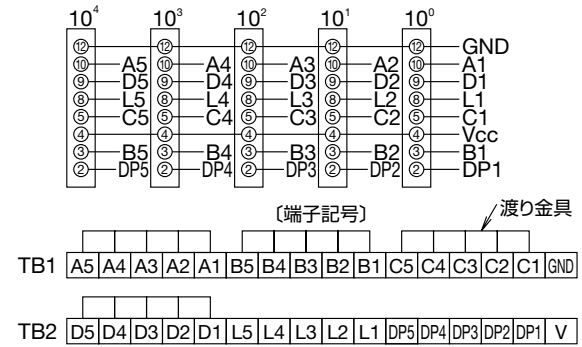 10⁴ 10³ 10² 10¹ 10⁰
⑫ ⑫ ⑫ ⑫ ⑫ GND
⑩ A5 ⑩ A4 ⑩ A3 ⑩ A2 ⑩ A1
⑨ D5 ⑨ D4 ⑨ D3 ⑨ D2 ⑨ D1
⑧ L5 ⑧ L4 ⑧ L3 ⑧ L2 ⑧ L1
⑤ C5 ⑤ C4 ⑤ C3 ⑤ C2 ⑤ C1
④ ④ ④ ④ ④ Vcc
③ B5 ③ B4 ③ B3 ③ B2 ③ B1
② DP5 ② DP4 ② DP3 ② DP2 ② DP1
〔端子記号〕 渡り金具
TB1 A5 A4 A3 A2 A1 B5 B4 B3 B2 B1 C5 C4 C3 C2 C1 GND
TB2 D5 D4 D3 D2 D1 L5 L4 L3 L2 L1 DP5 DP4 DP3 DP2 DP1 V